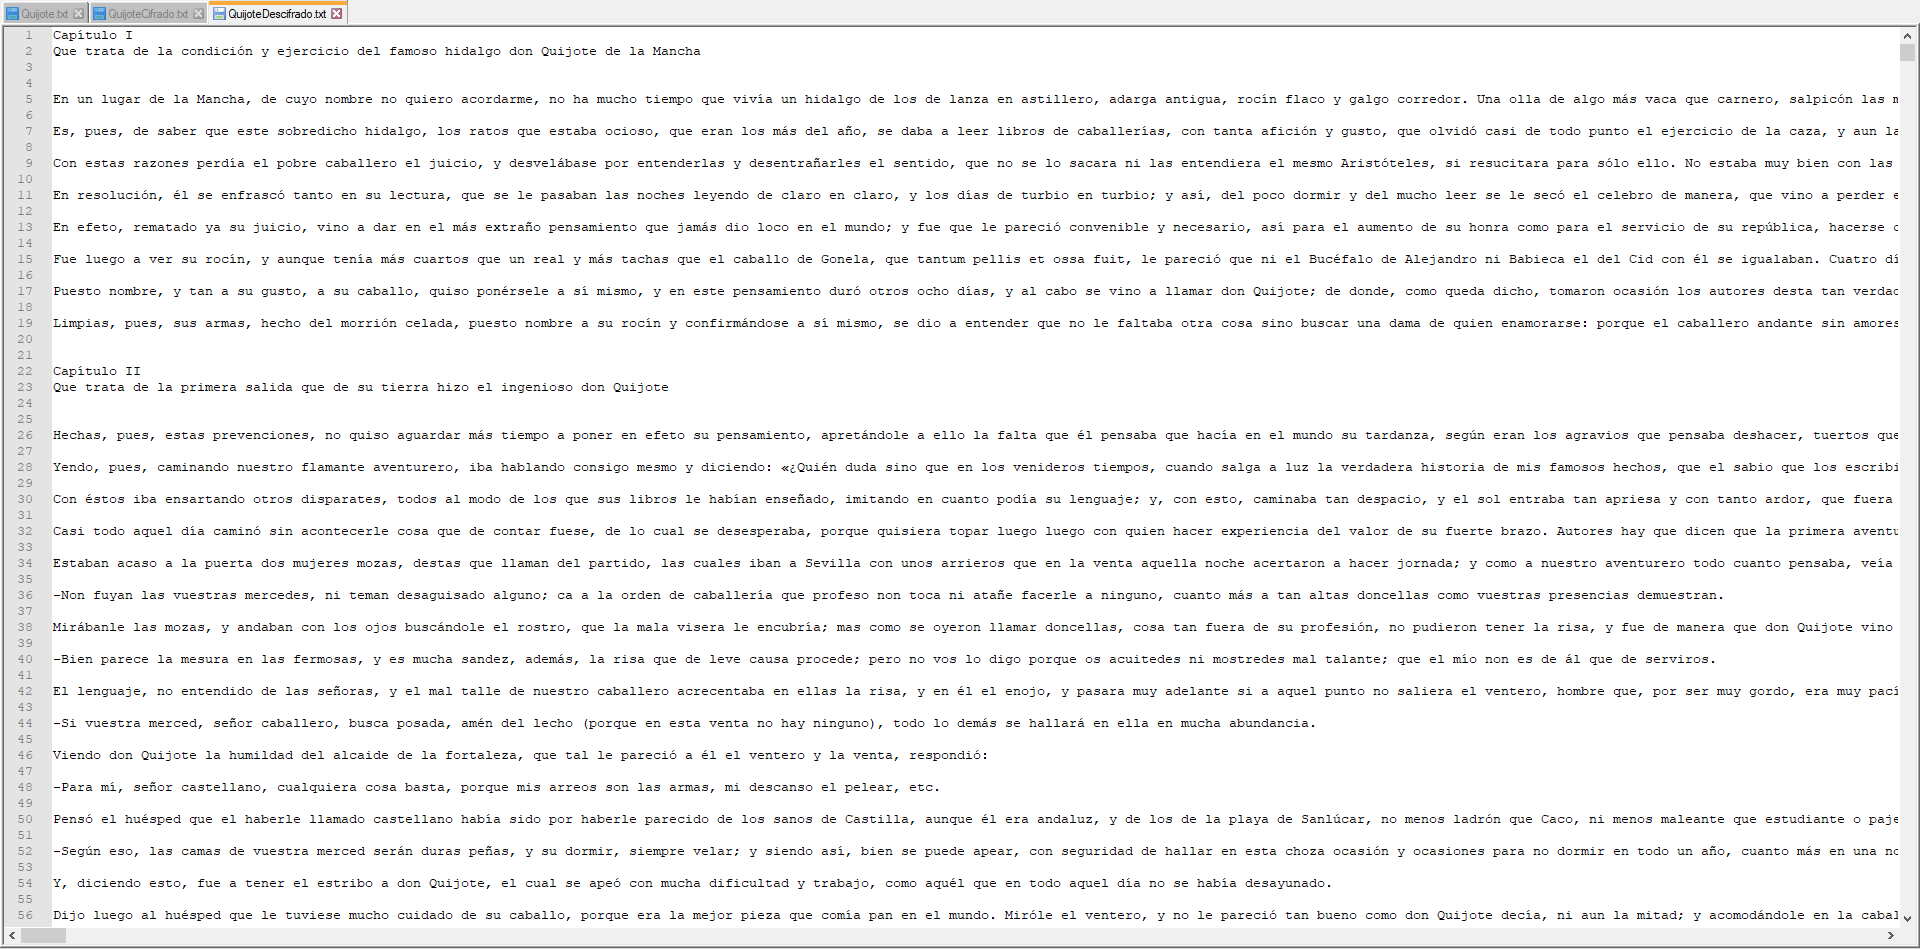 Quijote.txt QuijoteCifrado.txt QuijoteDescifrado.txt
1 Capítulo I
2 Que trata de la condición y ejercicio del famoso hidalgo don Quijote de la Mancha
3
4
5 En un lugar de la Mancha, de cuyo nombre no quiero acordarme, no ha mucho tiempo que vivía un hidalgo de los de lanza en astillero, adarga antigua, rocín flaco y galgo corredor. Una olla de algo más vaca que carnero, salpicón las
6
7 Es, pues, de saber que este sobredicho hidalgo, los ratos que estaba ocioso, que eran los más del año, se daba a leer libros de caballerías, con tanta afición y gusto, que olvidó casi de todo punto el ejercicio de la caza, y aun la
8
9 Con estas razones perdía el pobre caballero el juicio, y desvelábase por entenderlas y desentrañarles el sentido, que no se lo sacara ni las entendiera el mesmo Aristóteles, si resucitara para sólo ello. No estaba muy bien con las
10
11 En resolución, él se enfrascó tanto en su lectura, que se le pasaban las noches leyendo de claro en claro, y los días de turbio en turbio; y así, del poco dormir y del mucho leer se le secó el celebro de manera, que vino a perder e
12
13 En efeto, rematado ya su juicio, vino a dar en el más extraño pensamiento que jamás dio loco en el mundo; y fue que le pareció convenible y necesario, así para el aumento de su honra como para el servicio de su república, hacerse c
14
15 Fue luego a ver su rocín, y aunque tenía más cuartos que un real y más tachas que el caballo de Gonela, que tantum pellis et ossa fuit, le pareció que ni el Bucéfalo de Alejandro ni Babieca el del Cid con él se igualaban. Cuatro dí
16
17 Puesto nombre, y tan a su gusto, a su caballo, quiso ponérsele a sí mismo, y en este pensamiento duró otros ocho días, y al cabo se vino a llamar don Quijote; de donde, como queda dicho, tomaron ocasión los autores desta tan verdac
18
19 Limpias, pues, sus armas, hecho del morrión celada, puesto nombre a su rocín y confirmándose a sí mismo, se dio a entender que no le faltaba otra cosa sino buscar una dama de quien enamorarse: porque el caballero andante sin amores
20
21
22 Capítulo II
23 Que trata de la primera salida que de su tierra hizo el ingenioso don Quijote
24
25
26 Hechas, pues, estas prevenciones, no quiso aguardar más tiempo a poner en efeto su pensamiento, apretándole a ello la falta que él pensaba que hacía en el mundo su tardanza, según eran los agravios que pensaba deshacer, tuertos que
27
28 Yendo, pues, caminando nuestro flamante aventurero, iba hablando consigo mesmo y diciendo: «¿Quién duda sino que en los venideros tiempos, cuando salga a luz la verdadera historia de mis famosos hechos, que el sabio que los escribi
29
30 Con éstos iba ensartando otros disparates, todos al modo de los que sus libros le habían enseñado, imitando en cuanto podía su lenguaje; y, con esto, caminaba tan despacio, y el sol entraba tan apriesa y con tanto ardor, que fuera
31
32 Casi todo aquel día caminó sin acontecerle cosa que de contar fuese, de lo cual se desesperaba, porque quisiera topar luego luego con quien hacer experiencia del valor de su fuerte brazo. Autores hay que dicen que la primera aventu
33
34 Estaban acaso a la puerta dos mujeres mozas, destas que llaman del partido, las cuales iban a Sevilla con unos arrieros que en la venta aquella noche acertaron a hacer jornada; y como a nuestro aventurero todo cuanto pensaba, veía
35
36 -Non fuyan las vuestras mercedes, ni teman desaguisado alguno; ca a la orden de caballería que profeso non toca ni atañe facerle a ninguno, cuanto más a tan altas doncellas como vuestras presencias demuestran.
37
38 Mirábanle las mozas, y andaban con los ojos buscándole el rostro, que la mala visera le encubría; mas como se oyeron llamar doncellas, cosa tan fuera de su profesión, no pudieron tener la risa, y fue de manera que don Quijote vino
39
40 -Bien parece la mesura en las fermosas, y es mucha sandez, además, la risa que de leve causa procede; pero no vos lo digo porque os acuitedes ni mostredes mal talante; que el mío non es de ál que de serviros.
41
42 El lenguaje, no entendido de las señoras, y el mal talle de nuestro caballero acrecentaba en ellas la risa, y en él el enojo, y pasara muy adelante si a aquel punto no saliera el ventero, hombre que, por ser muy gordo, era muy pací
43
44 -Si vuestra merced, señor caballero, busca posada, amén del lecho (porque en esta venta no hay ninguno), todo lo demás se hallará en ella en mucha abundancia.
45
46 Viendo don Quijote la humildad del alcaide de la fortaleza, que tal le pareció a él el ventero y la venta, respondió:
47
48 -Para mí, señor castellano, cualquiera cosa basta, porque mis arreos son las armas, mi descanso el pelear, etc.
49
50 Pensó el huésped que el haberle llamado castellano había sido por haberle parecido de los sanos de Castilla, aunque él era andaluz, y de los de la playa de Sanlúcar, no menos ladrón que Caco, ni menos maleante que estudiante o paje
51
52 -Según eso, las camas de vuestra merced serán duras peñas, y su dormir, siempre velar; y siendo así, bien se puede apear, con seguridad de hallar en esta choza ocasión y ocasiones para no dormir en todo un año, cuanto más en una no
53
54 Y, diciendo esto, fue a tener el estribo a don Quijote, el cual se apeó con mucha dificultad y trabajo, como aquél que en todo aquel día no se había desayunado.
55
56 Dijo luego al huésped que le tuviese mucho cuidado de su caballo, porque era la mejor pieza que comía pan en el mundo. Miróle el ventero, y no le pareció tan bueno como don Quijote decía, ni aun la mitad; y acomodándole en la cabal